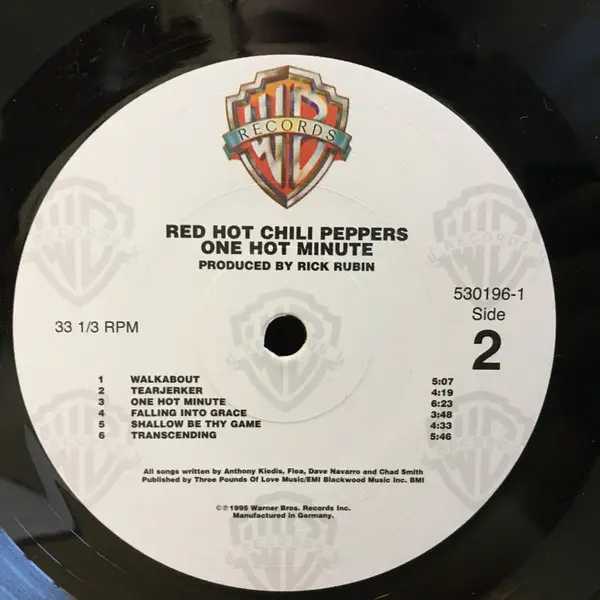 WB
RECORDS
RED HOT CHILI PEPPERS
ONE HOT MINUTE
PRODUCED BY RICK RUBIN
530196-1
Side
2
33 1/3 RPM
1 WALKABOUT 5:07
2 TEARJERKER 4:19
3 ONE HOT MINUTE 6:23
4 FALLING INTO GRACE 3:48
5 SHALLOW BE THY GAME 4:33
6 TRANSCENDING 5:46
All songs written by Anthony Kiedis, Flea, Dave Navarro and Chad Smith
Published by Three Pounds Of Love Music/EMI Blackwood Music Inc. BMI
©℗1995 Warner Bros. Records Inc.
Manufactured in Germany.